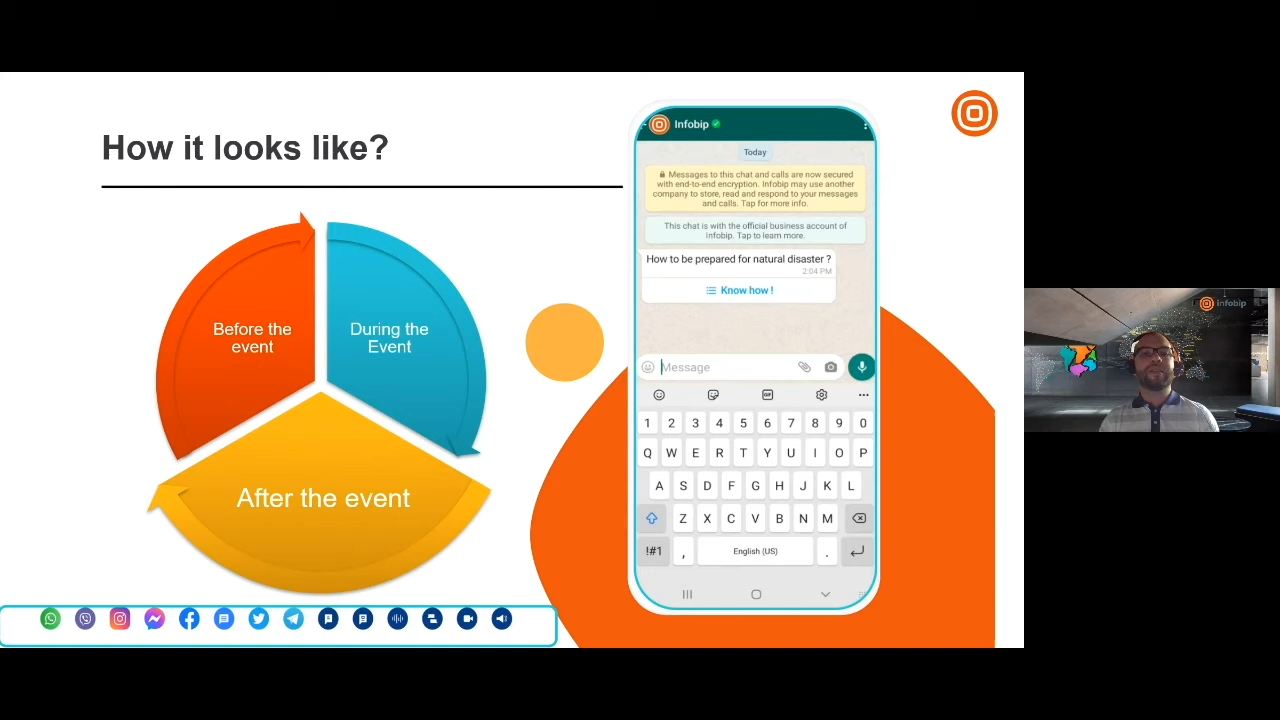 How it looks like?
Before the
event
During the
Event
After the event
Infobip
Today
Messages to this chat and calls are now secured
with end-to-end encryption. Infobip may use another
company to store, read and respond to your messages
and calls. Tap for more info.
This chat is with the official business account of
Infobip. Tap to learn more.
How to be prepared for natural disaster ?
2:04 PM
Know how !
Message
GIF
1 2 3 4 5 6 7 8 9 0
Q W E R T Y U I O P
A S D F G H J K L
Z X C V B N M
!#1 , English (US) .
infobip